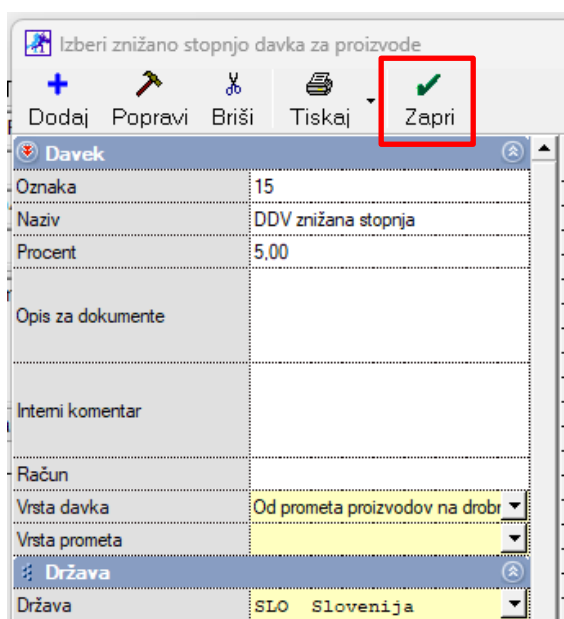 Izberi znižano stopnjo davka za proizvode
Dodaj Popravi Briši Tiskaj Zapri
Davek
Oznaka 15
Naziv DDV znižana stopnja
Procent 5,00
Opis za dokumente
Interni komentar
Račun
Vrsta davka Od prometa proizvodov na drobr
Vrsta prometa
Država
Država SLO Slovenija